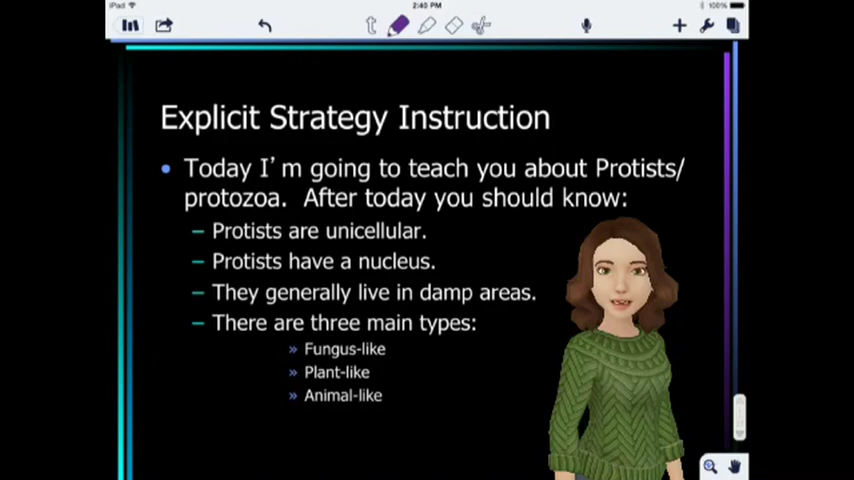 iPad
2:40 PM
100%
Explicit Strategy Instruction
• Today I'm going to teach you about Protists/
protozoa. After today you should know:
– Protists are unicellular.
– Protists have a nucleus.
– They generally live in damp areas.
– There are three main types:
» Fungus-like
» Plant-like
» Animal-like